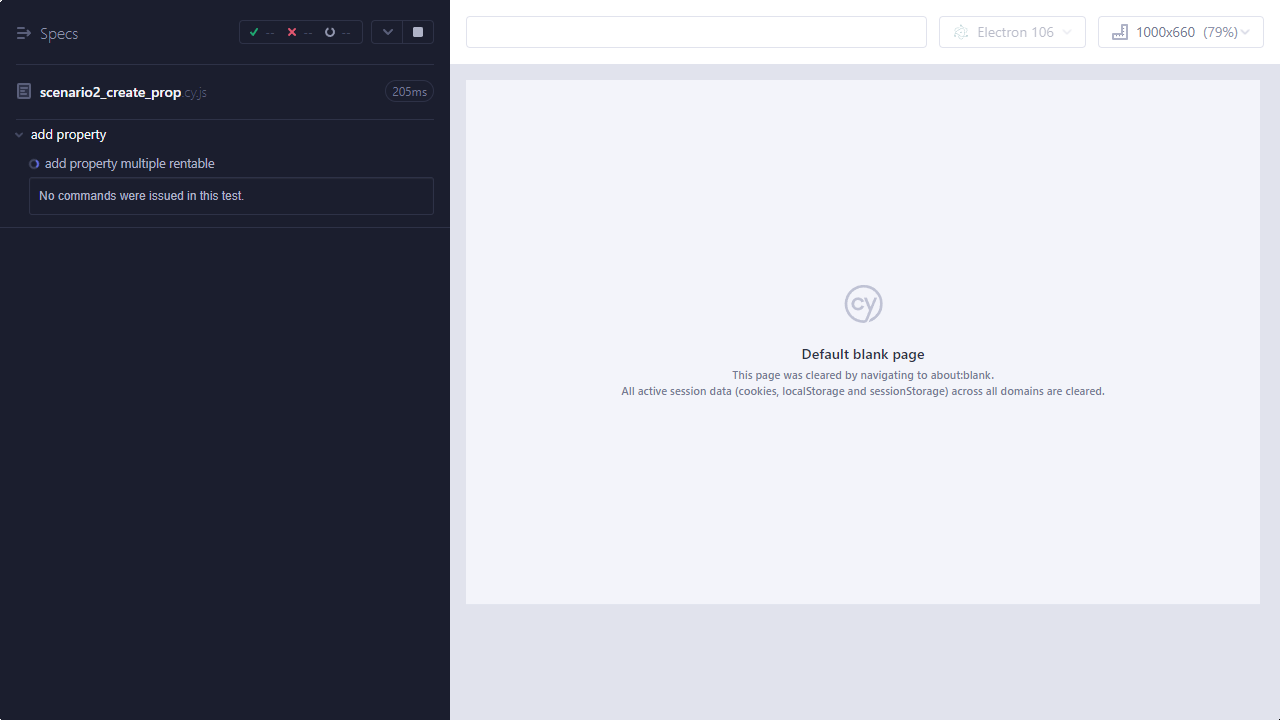 Specs
-- -- --
scenario2_create_prop.cy.js 205ms
add property
add property multiple rentable
No commands were issued in this test.
Electron 106
1000x660 (79%)
cy
Default blank page
This page was cleared by navigating to about:blank.
All active session data (cookies, localStorage and sessionStorage) across all domains are cleared.